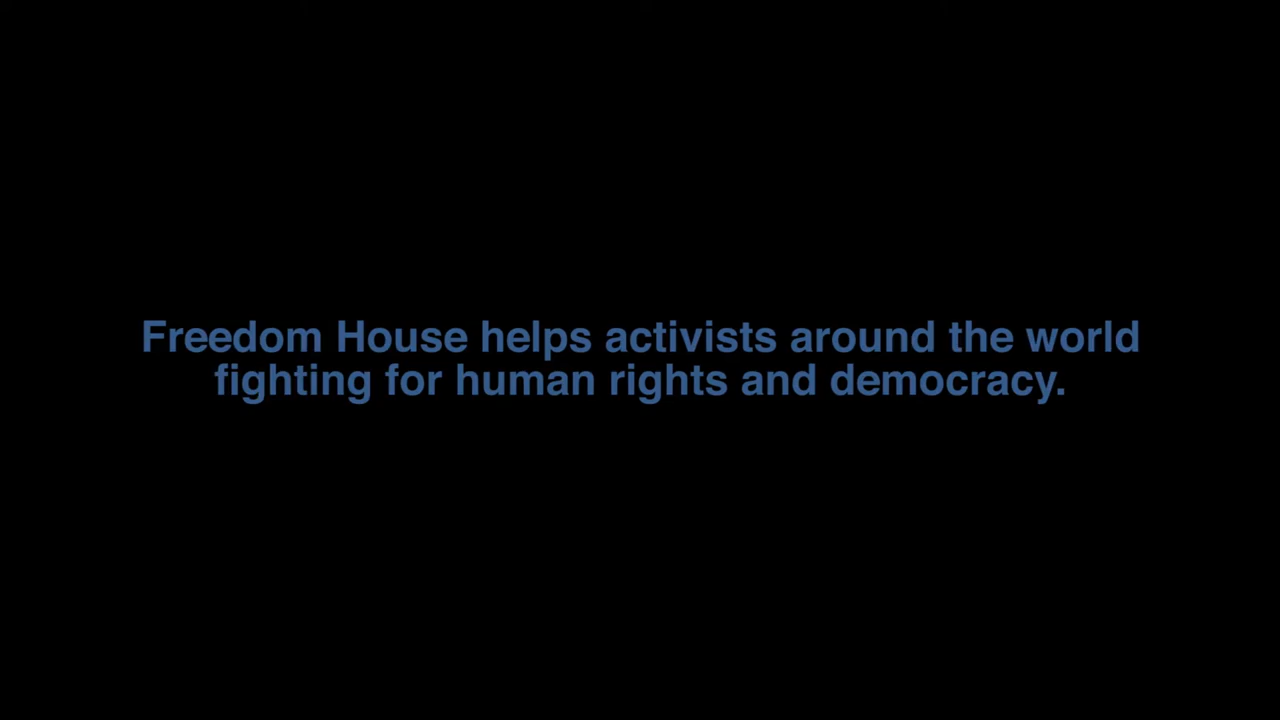 Freedom House helps activists around the world
fighting for human rights and democracy.